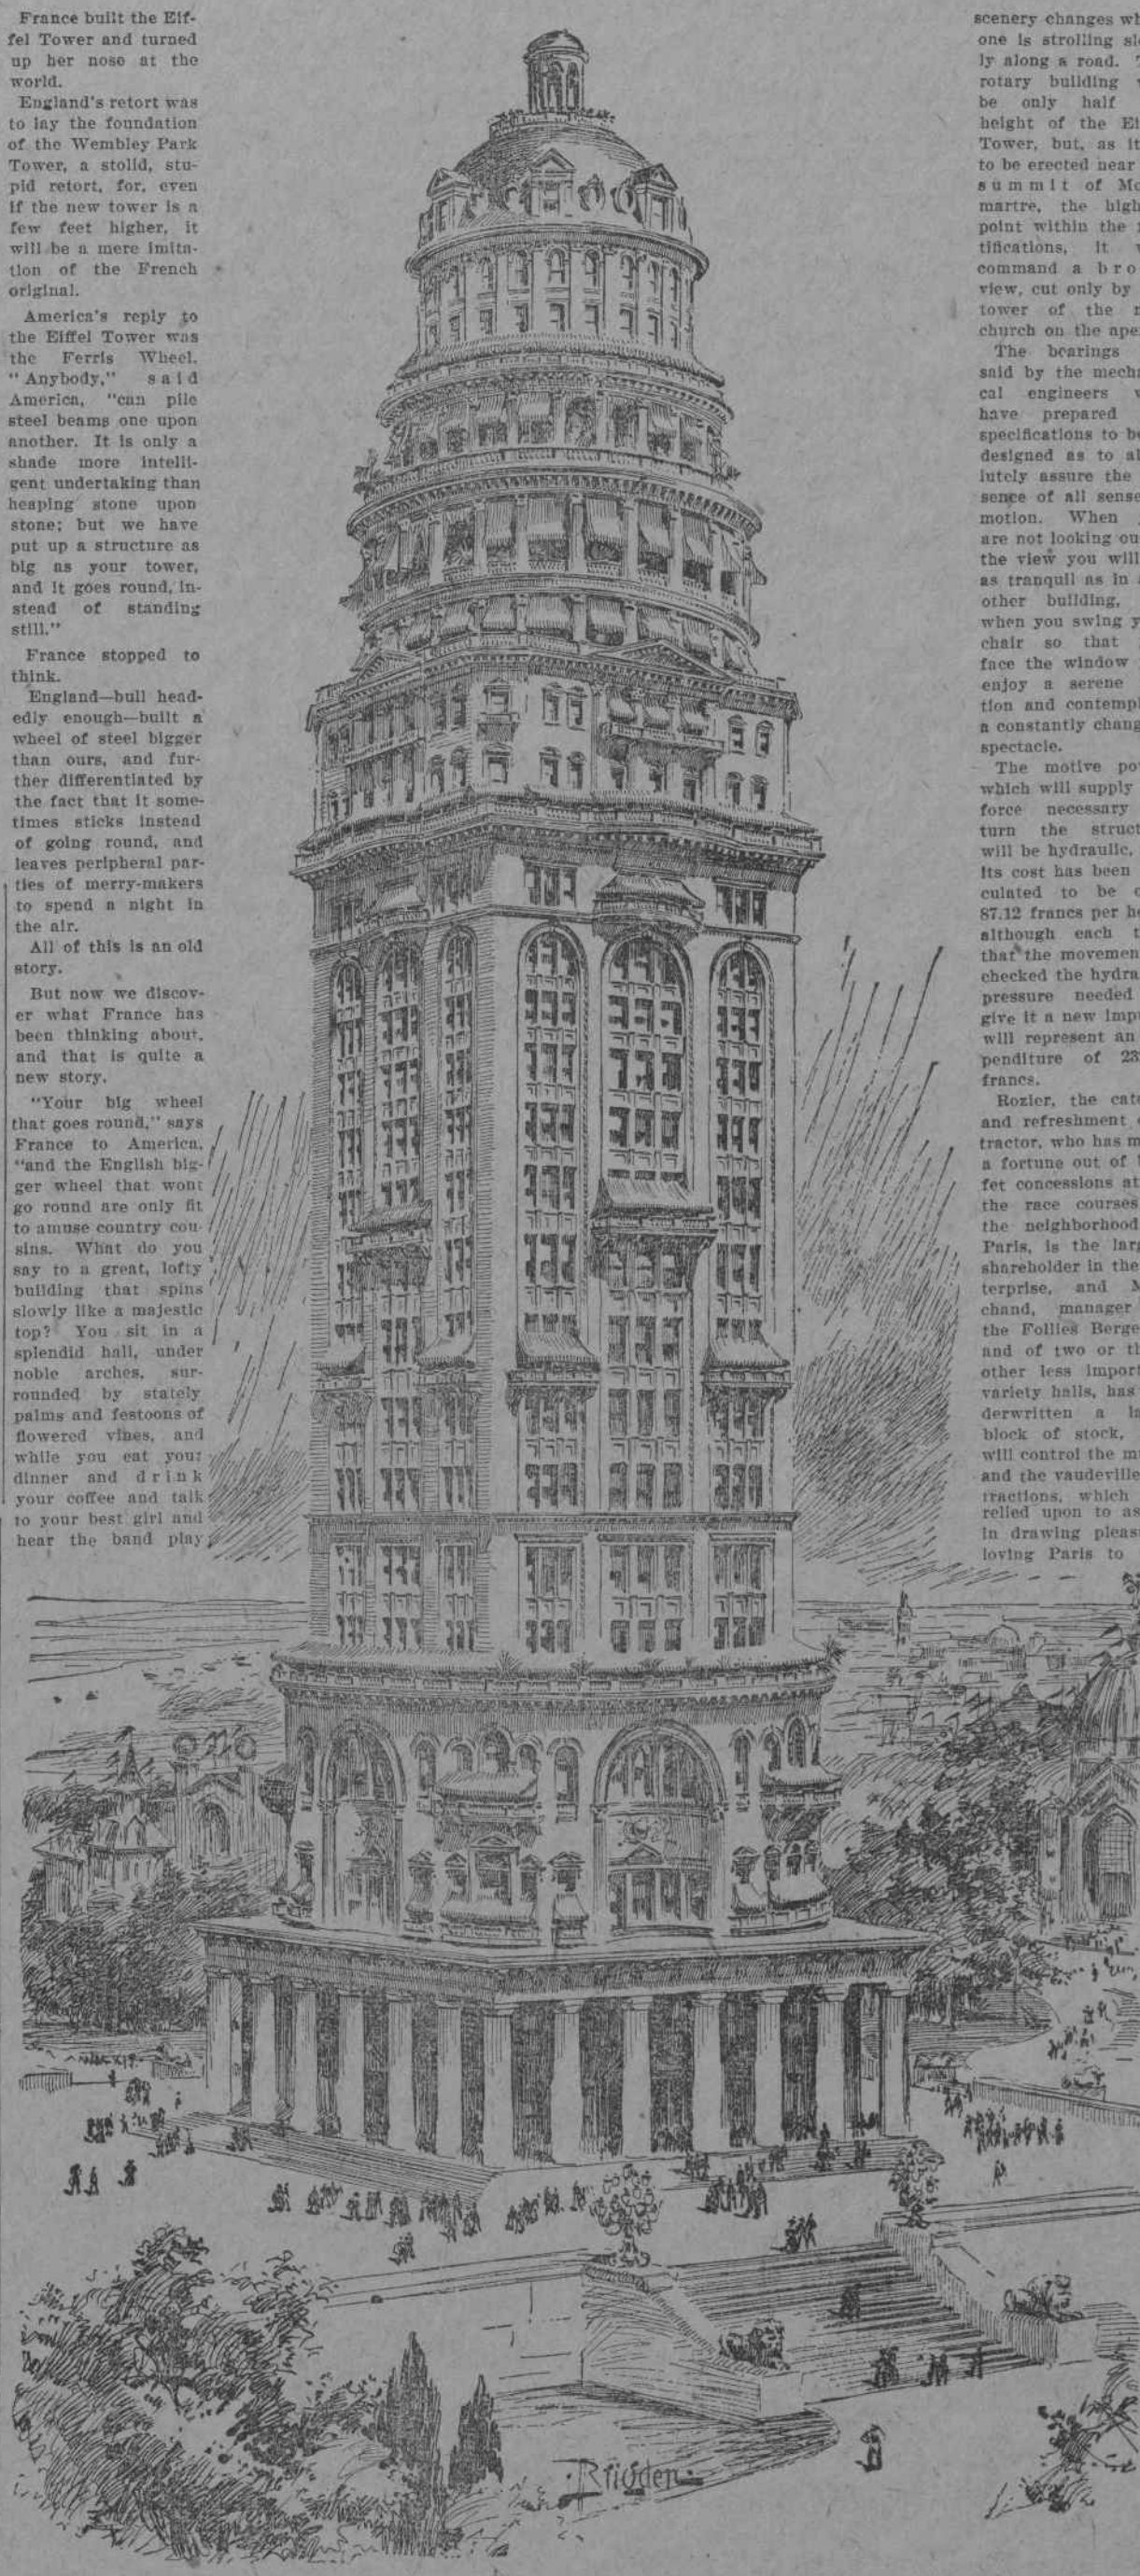 France built the Eif-
fel Tower and turned
up her nose at the
world.
England's retort was
to lay the foundation
of the Wembley Park
Tower, a stolid, stu-
pid retort, for, even
if the new tower is a
few feet higher, it
will be a mere imita-
tion of the French
original.
America's reply to
the Eiffel Tower was
the Ferris Wheel.
"Anybody," said
America, "can pile
steel beams one upon
another. It is only a
shade more intelli-
gent undertaking than
heaping stone upon
stone; but we have
put up a structure as
big as your tower,
and it goes round, in-
stead of standing
still."
France stopped to
think.
England—bull head-
edly enough—built a
wheel of steel bigger
than ours, and fur-
ther differentiated by
the fact that it some-
times sticks instead
of going round, and
leaves peripheral par-
ties of merry-makers
to spend a night in
the air.
All of this is an old
story.
But now we discov-
er what France has
been thinking about,
and that is quite a
new story.
"Your big wheel
that goes round," says
France to America,
"and the English big-
ger wheel that wont
go round are only fit
to amuse country cou-
sins. What do you
say to a great, lofty
building that spins
slowly like a majestic
top? You sit in a
splendid hall, under
noble arches, sur-
rounded by stately
palms and festoons of
flowered vines, and
while you eat your
dinner and drink
your coffee and talk
to your best girl and
hear the band play
scenery changes wh
one is strolling slo
ly along a road. T
rotary building w
be only half
height of the Eif
Tower, but, as it
to be erected near
summit of Mo
martre, the high
point within the f
tifications, it w
command a bro
view, cut only by
tower of the n
church on the ape
The bearings
said by the mecha
cal engineers w
have prepared
specifications to be
designed as to ab
lutely assure the
sence of all sense
motion. When
are not looking ou
the view you will
as tranquil as in a
other building,
when you swing y
chair so that
face the window
enjoy a serene
tion and contempl
a constantly chang
spectacle.
The motive po
which will supply
force necessary
turn the struct
will be hydraulic,
Its cost has been
culated to be o
87.12 francs per ho
although each t
that the movemen
checked the hydra
pressure needed
give it a new impu
will represent an
penditure of 23
francs.
Rozier, the cate
and refreshment c
tractor, who has m
a fortune out of b
fet concessions at
the race courses
the neighborhood
Paris, is the larg
shareholder in the
terprise, and M
chand, manager
the Follies Berge
and of two or th
other less import
variety halls, has
derwritten a la
block of stock,
will control the m
and the vaudeville
tractions, which
relied upon to as
in drawing pleas
loving Paris to